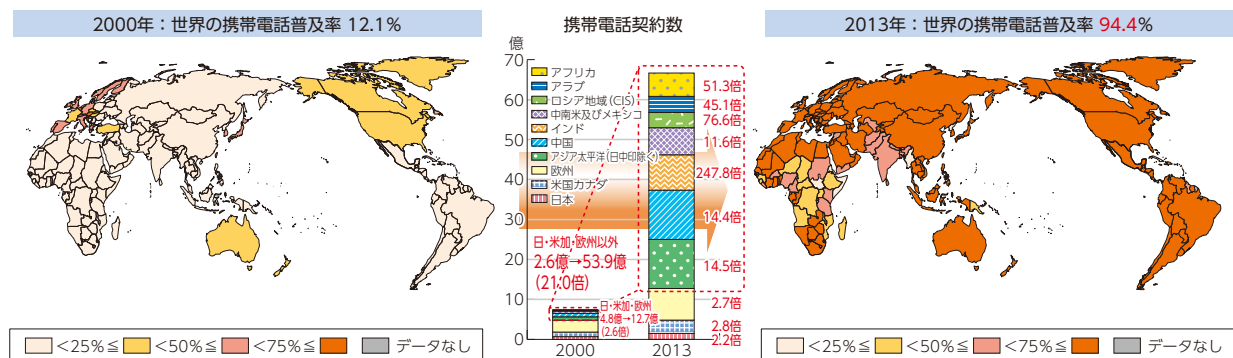 2000年：世界の携帯電話普及率 12.1%
<25%≦
<50%≦
<75%≦
データなし
携帯電話契約数
億
70
60
50
40
30
20
10
0
アフリカ
アラブ
ロシア地域(CIS)
中南米及びメキシコ
インド
中国
アジア太平洋(日中印除く)
欧州
米国カナダ
日本
日・米加・欧州以外
2.6億→53.9億
(21.0倍)
日・米加・欧州
4.8億→12.7億
(2.6倍)
51.3倍
45.1倍
76.6倍
11.6倍
247.8倍
14.4倍
14.5倍
2.7倍
2.8倍
2.2倍
2000
2013
2013年：世界の携帯電話普及率 94.4%
<25%≦
<50%≦
<75%≦
データなし